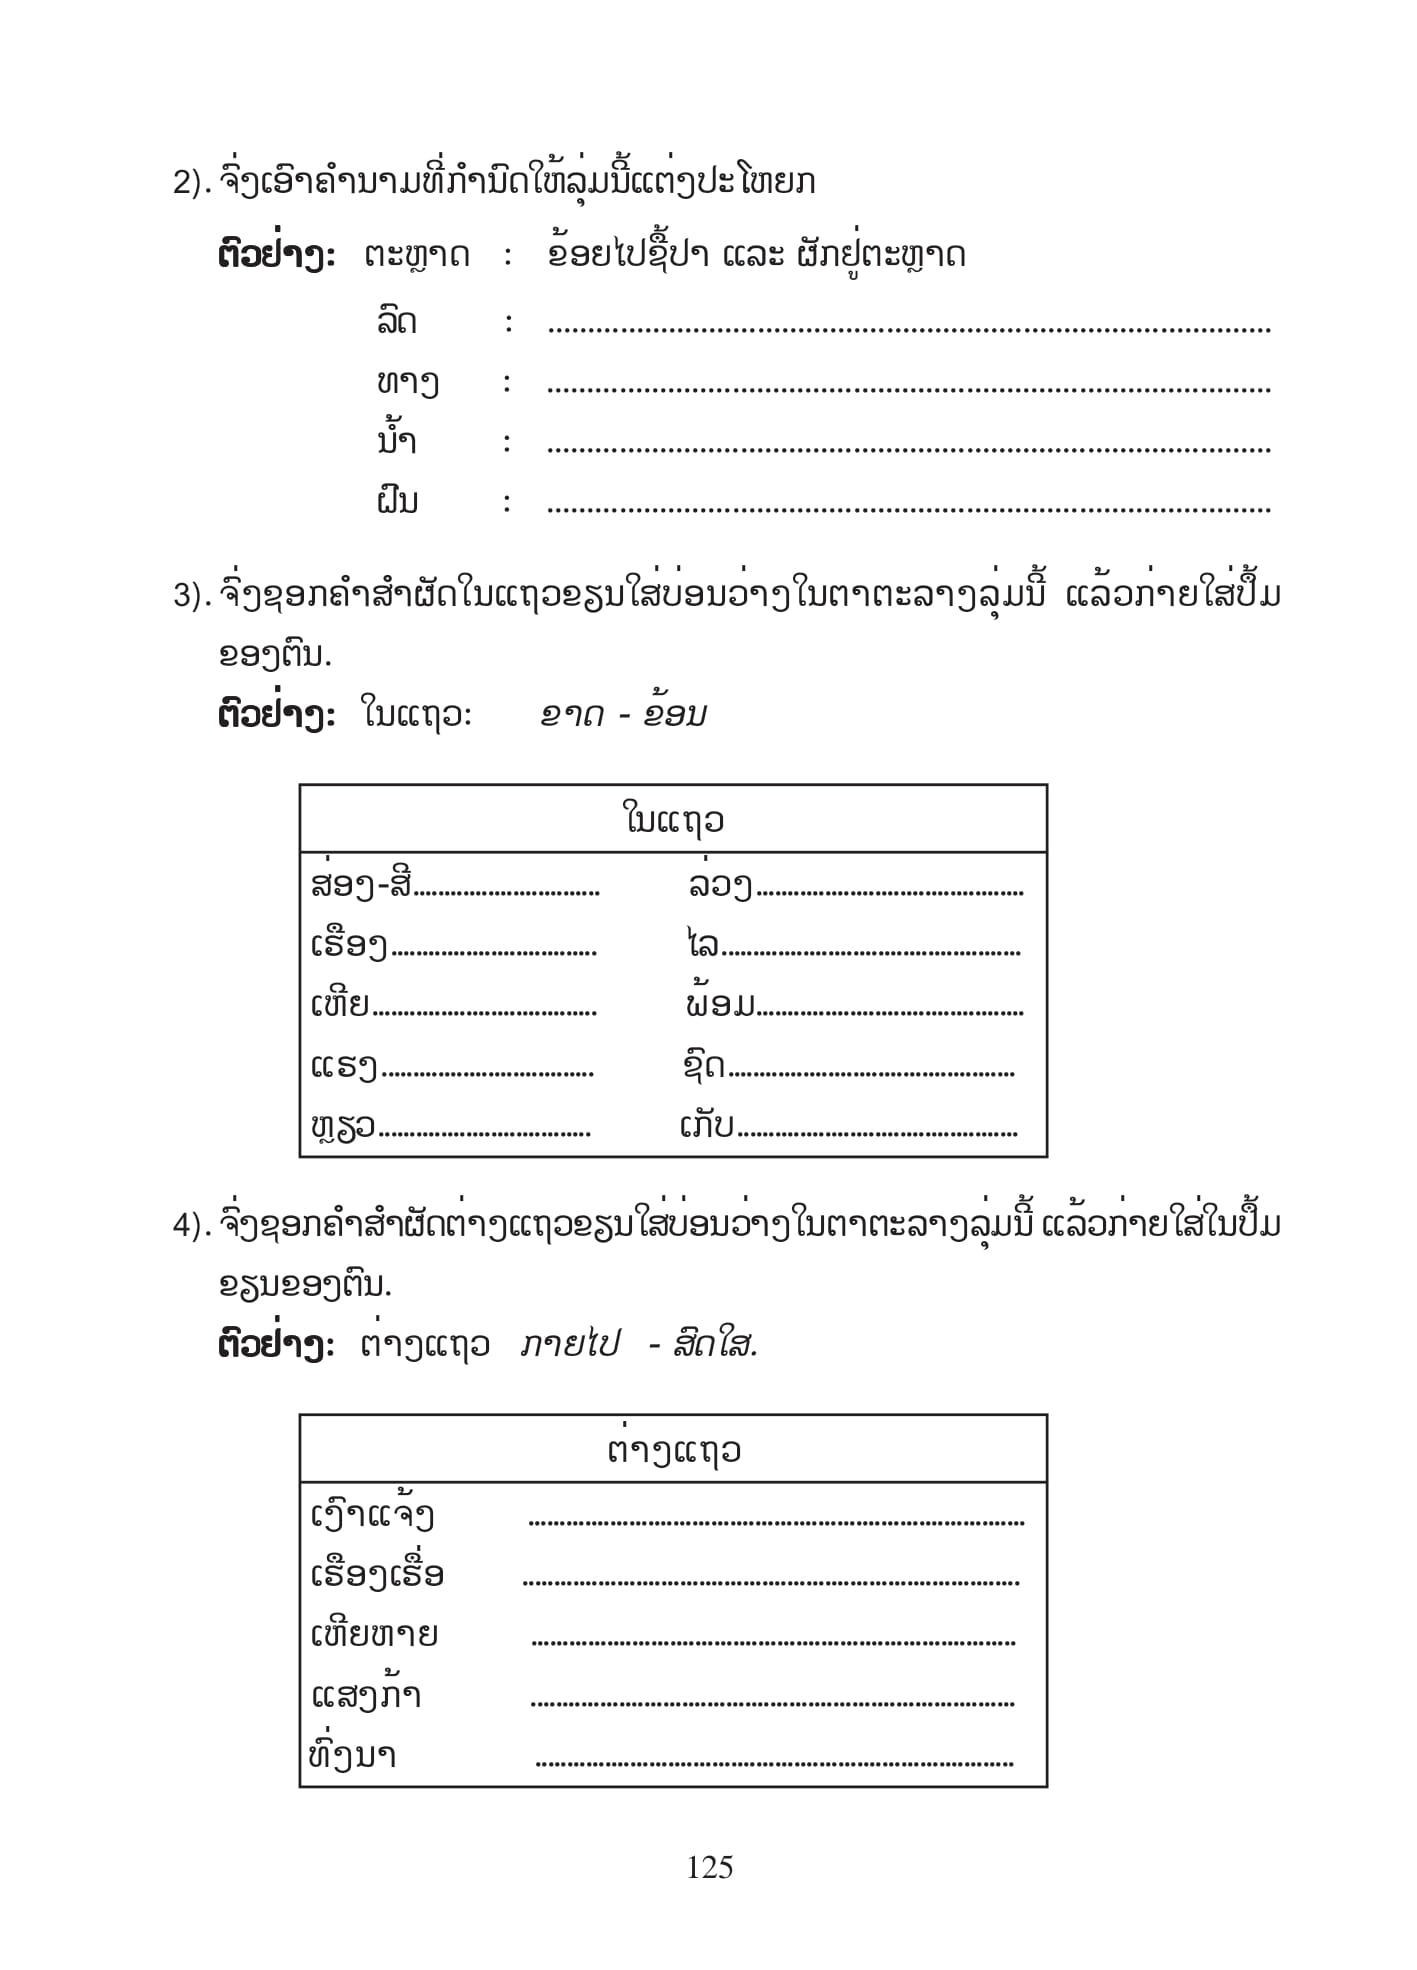 2). ຈົ່ງເອົາຄຳນາມທີ່ກຳນົດໃຫ້ລຸ່ມນີ້ແຕ່ງປະໂຫຍກ
ຕົວຢ່າງ: ຕະຫຼາດ : ຂ້ອຍໄປຊື້ປາ ແລະ ຜັກຢູ່ຕະຫຼາດ
ລົດ : ................................................................................
ທາງ : ................................................................................
ນ້ຳ : ................................................................................
ຝົນ : ................................................................................
3). ຈົ່ງຊອກຄຳສຳຜັດໃນແຖວຂຽນໃສ່ບ່ອນວ່າງໃນຕາຕະລາງລຸ່ມນີ້ ແລ້ວກ່າຍໃສ່ປຶ້ມ
ຂອງຕົນ.
ຕົວຢ່າງ: ໃນແຖວ: ຂາດ - ຂ້ອນ
ໃນແຖວ
ສ່ອງ-ສີ.............................. ລ່ວງ...........................................
ເຮືອງ................................. ໄລ................................................
ເຫີຍ.................................... ພ້ອມ...........................................
ແຮງ.................................. ຊົດ..............................................
ຫຼຽວ.................................. ເກັບ.............................................
4). ຈົ່ງຊອກຄຳສຳຜັດຕ່າງແຖວຂຽນໃສ່ບ່ອນວ່າງໃນຕາຕະລາງລຸ່ມນີ້ ແລ້ວກ່າຍໃສ່ໃນປຶ້ມ
ຂຽນຂອງຕົນ.
ຕົວຢ່າງ: ຕ່າງແຖວ ກາຍໄປ - ສົດໃສ.
ຕ່າງແຖວ
ເງົາແຈ້ງ ................................................................................
ເຮືອງເຮື່ອ ................................................................................
ເຫີຍຫາຍ ..............................................................................
ແສງກ້າ ..............................................................................
ທົ່ງນາ .............................................................................
125